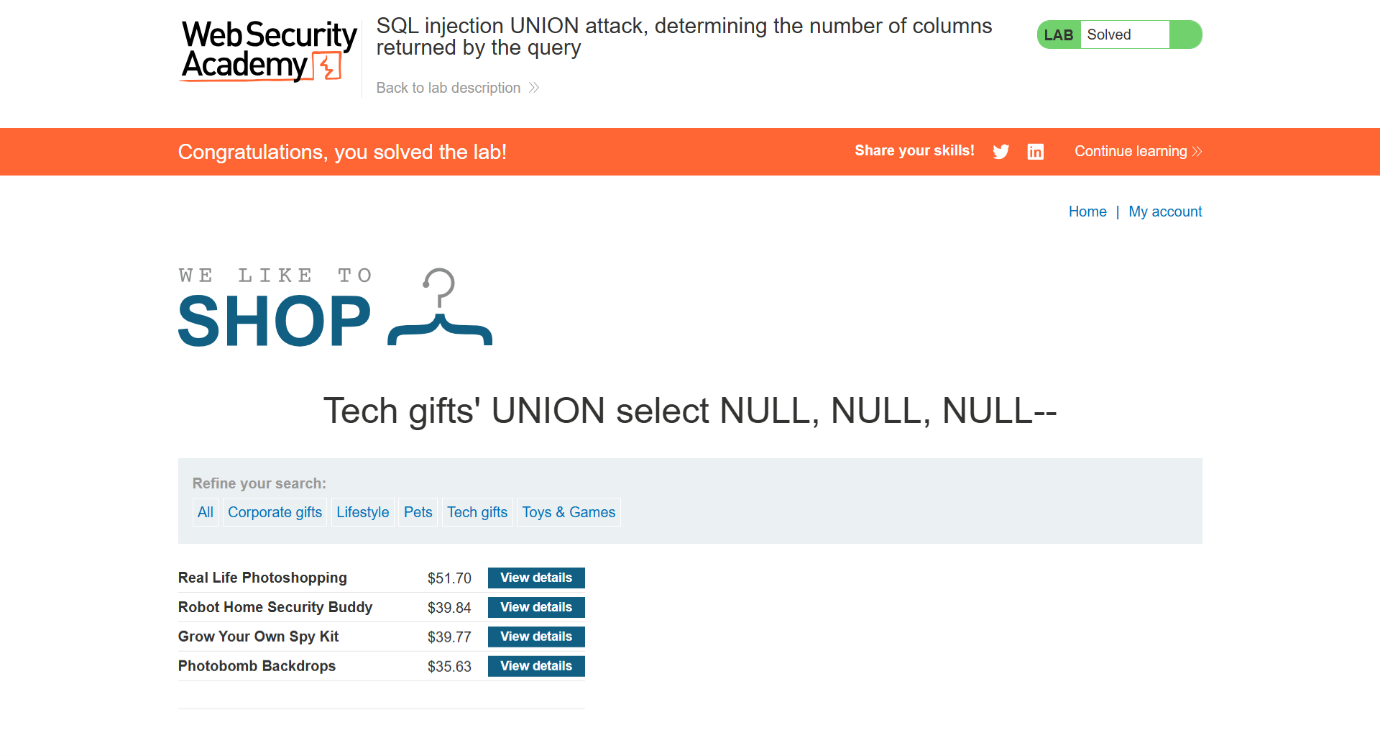 Web Security
Academy
SQL injection UNION attack, determining the number of columns
returned by the query
Back to lab description
LAB Solved
Congratulations, you solved the lab!
Share your skills!
in
Continue learning
Home | My account
WE LIKE TO
SHOP
Tech gifts' UNION select NULL, NULL, NULL--
Refine your search:
All Corporate gifts Lifestyle Pets Tech gifts Toys & Games
Real Life Photoshopping $51.70 View details
Robot Home Security Buddy $39.84 View details
Grow Your Own Spy Kit $39.77 View details
Photobomb Backdrops $35.63 View details